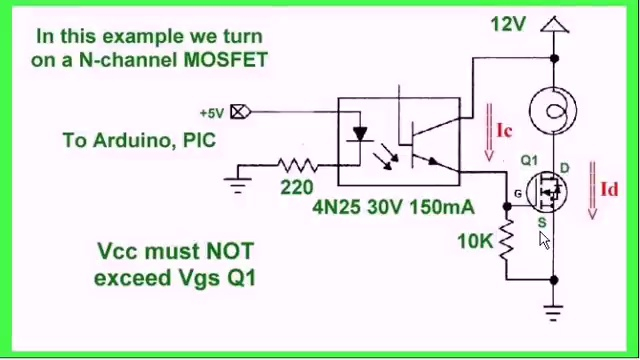 In this example we turn
on a N-channel MOSFET
12V
+5V
To Arduino, PIC
Ic
Q1
D
Id
G
220
4N25 30V 150mA
S
10K
Vcc must NOT
exceed Vgs Q1